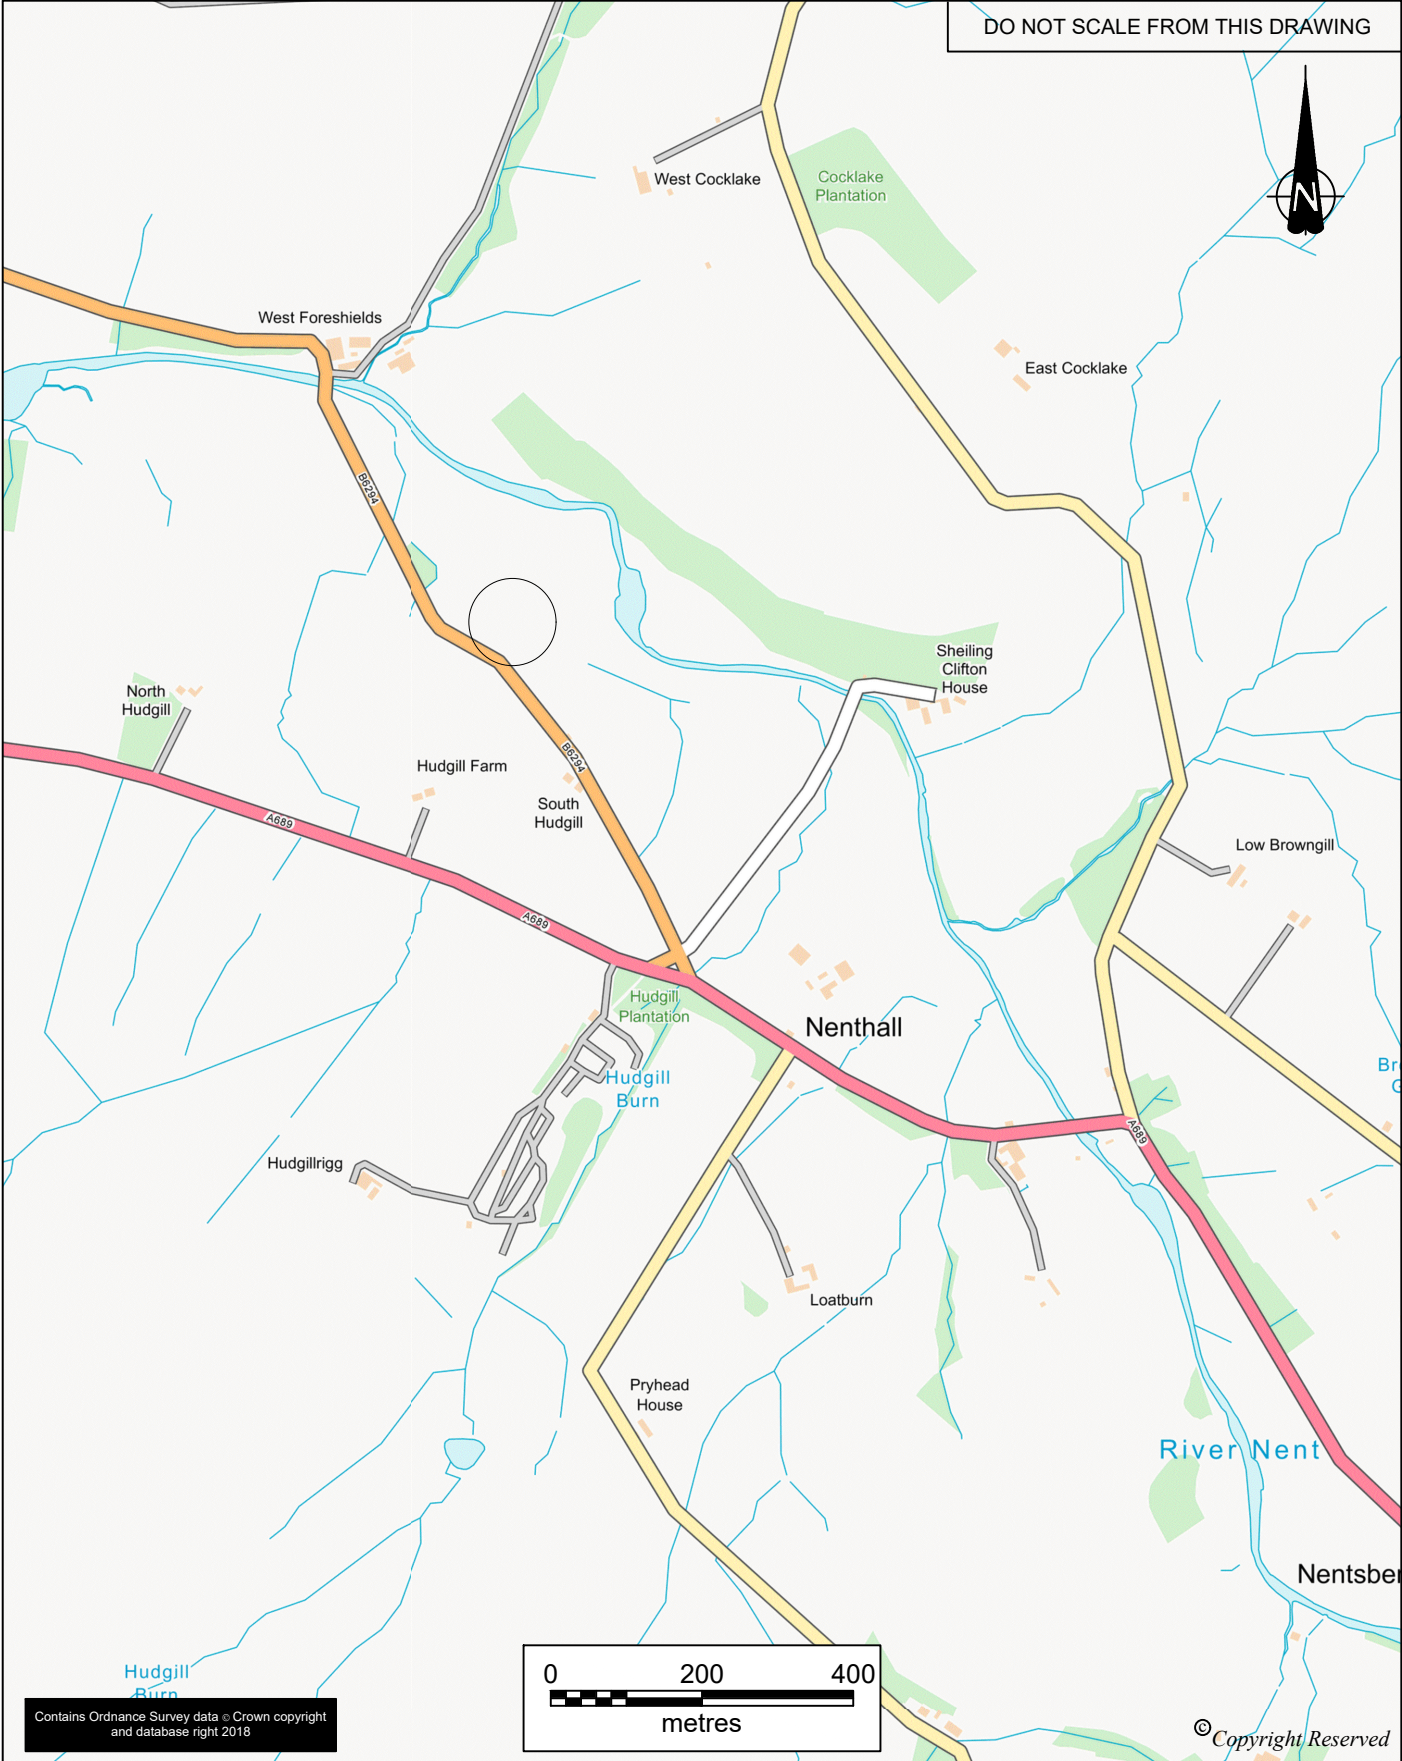 DO NOT SCALE FROM THIS DRAWING
N
West Cocklake
Cocklake
Plantation
West Foreshields
East Cocklake
B6294
Sheiling
Clifton
House
North
Hudgill
B6294
Hudgill Farm
South
Hudgill
A689
Low Browngill
A689
Hudgill
Plantation
Nenthall
Hudgill
Burn
Br
G
A689
Hudgillrigg
Loatburn
Pryhead
House
River Nent
Nentsber
Hudgill
Burn
0 200 400
metres
Contains Ordnance Survey data © Crown copyright
and database right 2018
© Copyright Reserved